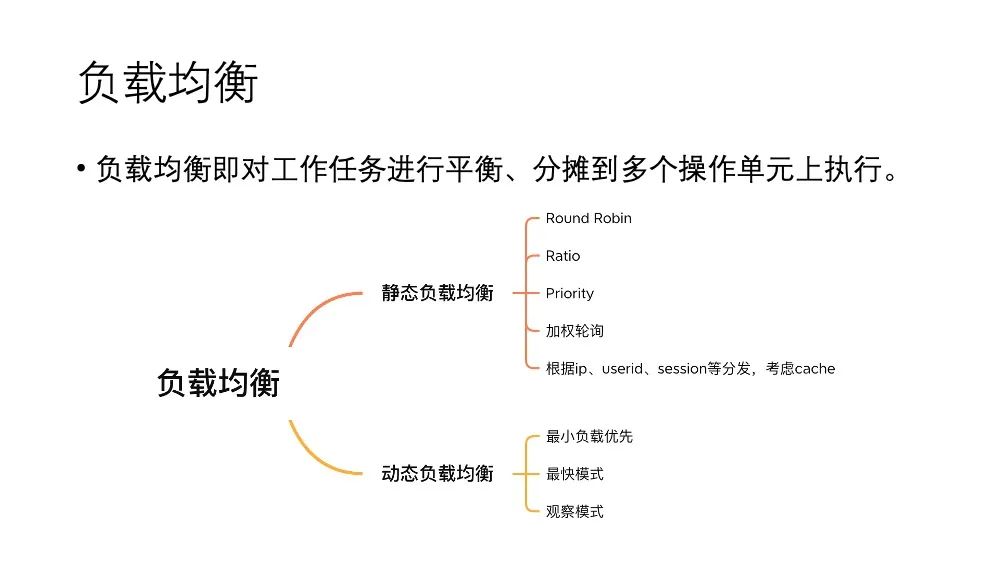 负载均衡
• 负载均衡即对工作任务进行平衡、分摊到多个操作单元上执行。
Round Robin
Ratio
静态负载均衡
Priority
加权轮询
根据ip、userid、session等分发，考虑cache
负载均衡
最小负载优先
动态负载均衡
最快模式
观察模式